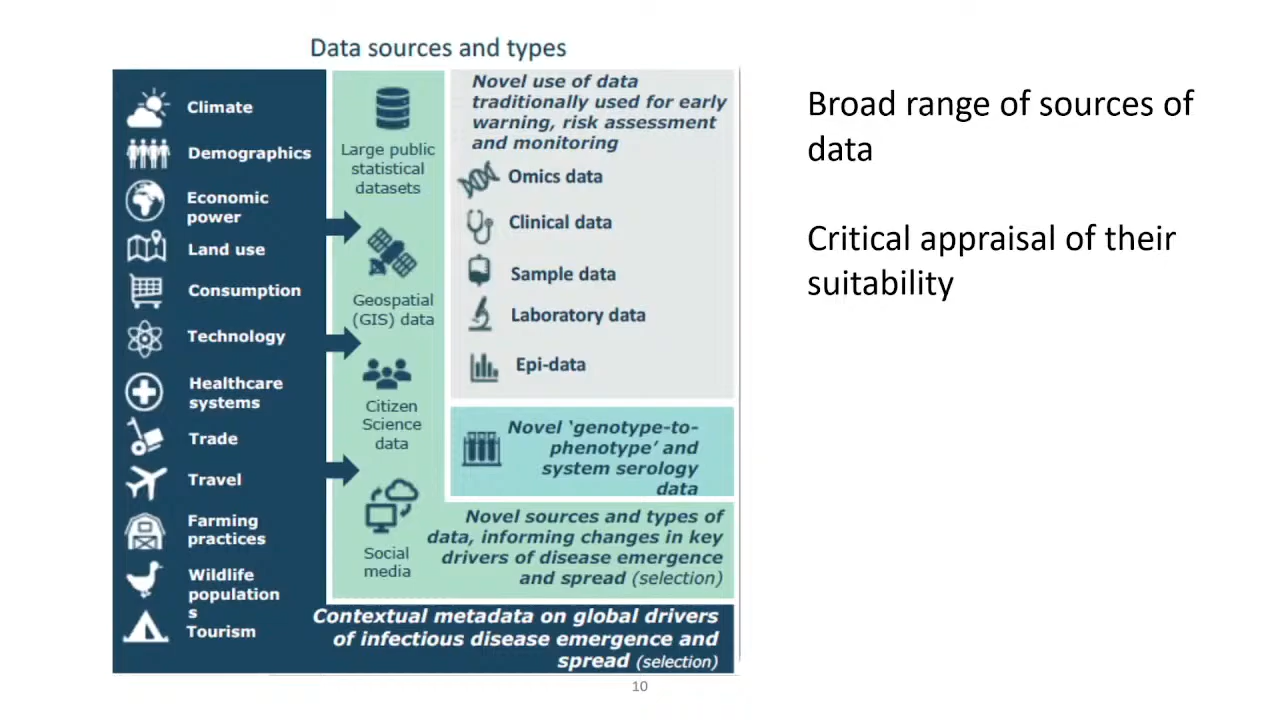 Data sources and types
Climate
Demographics
Economic
power
Land use
Consumption
Technology
Healthcare
systems
Trade
Travel
Farming
practices
Wildlife
population
s
Tourism
Large public
statistical
datasets
Geospatial
(GIS) data
Citizen
Science
data
Social
media
Novel use of data
traditionally used for early
warning, risk assessment
and monitoring
Omics data
Clinical data
Sample data
Laboratory data
Epi-data
Novel ‘genotype-to-
phenotype’ and
system serology
data
Novel sources and types of
data, informing changes in key
drivers of disease emergence
and spread (selection)
Contextual metadata on global drivers
of infectious disease emergence and
spread (selection)
Broad range of sources of
data
Critical appraisal of their
suitability
10